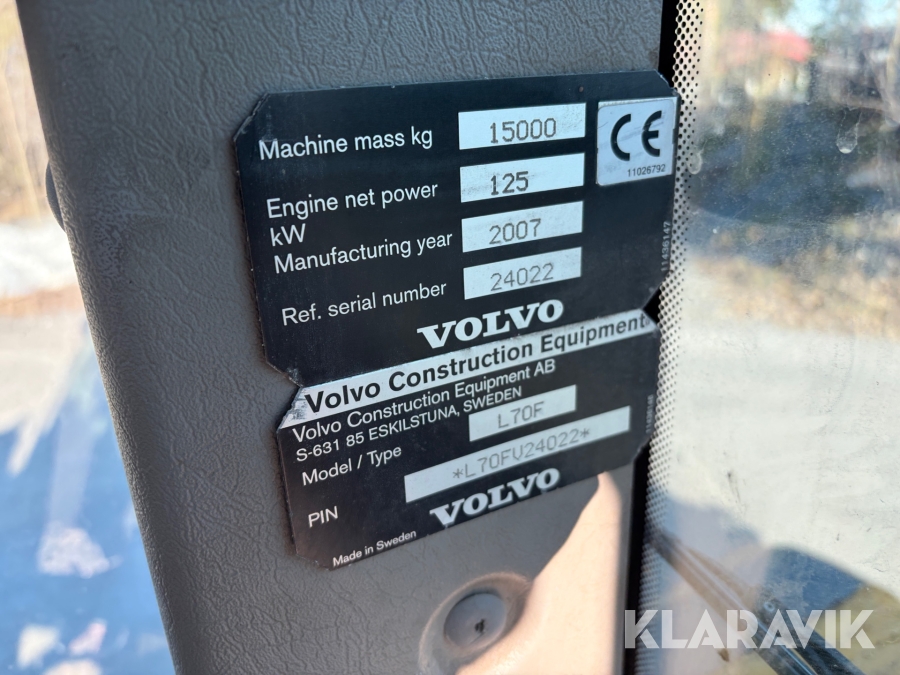 Machine mass kg 15000
CE
11026792
Engine net power kW 125
Manufacturing year 2007
Ref. serial number 24022
11436147
VOLVO
Volvo Construction Equipment
Volvo Construction Equipment AB
S-631 85 ESKILSTUNA, SWEDEN
Model / Type L70F
PIN *L70FV24022*
VOLVO
Made in Sweden
KLARAVIK